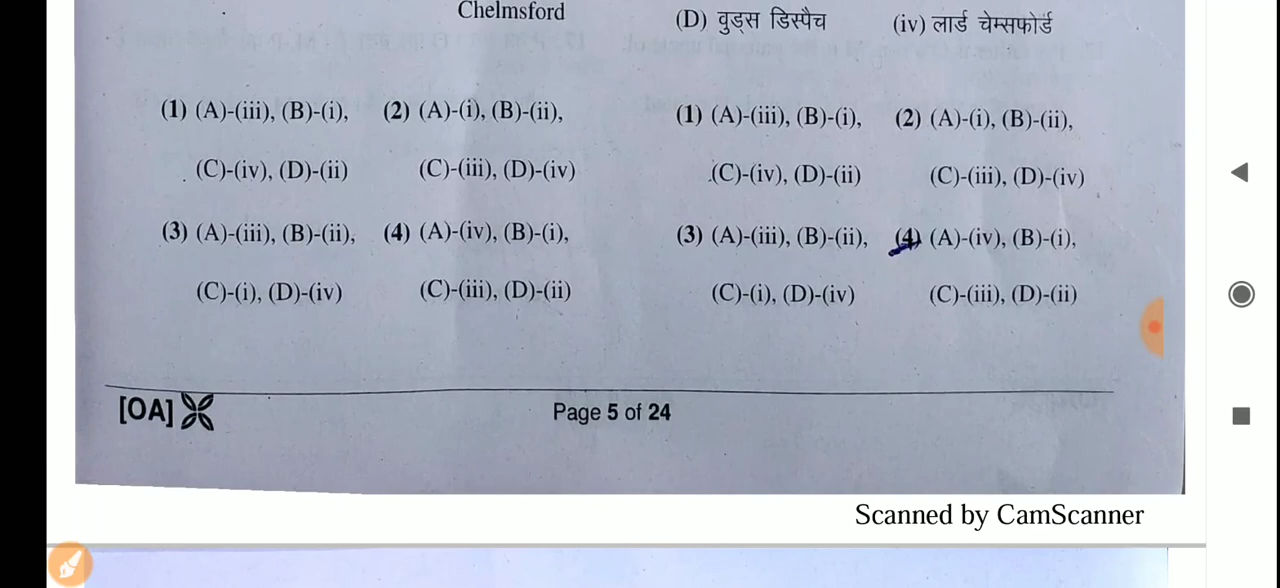 Chelmsford
(D) वुड्स डिस्पैच (iv) लार्ड चेम्सफोर्ड
(1) (A)-(iii), (B)-(i), (2) (A)-(i), (B)-(ii),
(C)-(iv), (D)-(ii) (C)-(iii), (D)-(iv)
(3) (A)-(iii), (B)-(ii), (4) (A)-(iv), (B)-(i),
(C)-(i), (D)-(iv) (C)-(iii), (D)-(ii)
(1) (A)-(iii), (B)-(i), (2) (A)-(i), (B)-(ii),
(C)-(iv), (D)-(ii) (C)-(iii), (D)-(iv)
(3) (A)-(iii), (B)-(ii), (4) (A)-(iv), (B)-(i),
(C)-(i), (D)-(iv) (C)-(iii), (D)-(ii)
[OA] Page 5 of 24
Scanned by CamScanner